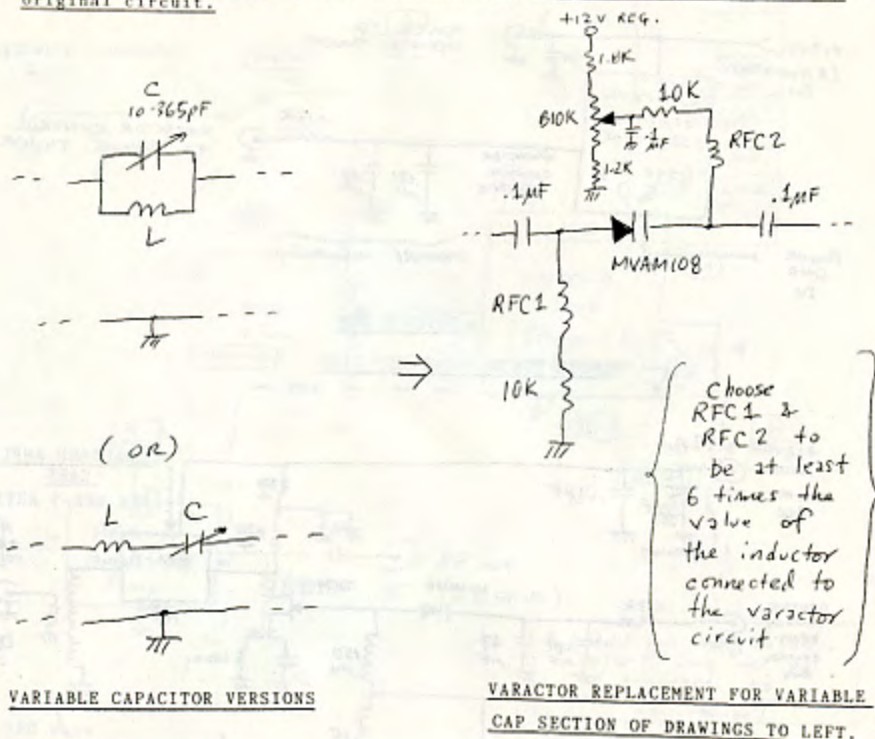 original circuit.
C
10-365pF
L
(OR)
L C
VARIABLE CAPACITOR VERSIONS
+12V REG.
1.8K
10K
.1µF
RFC2
1.2K
.1µF
.1µF
MVAM108
RFC1
10K
⇒
Choose
RFC1 &
RFC2 to
be at least
6 times the
value of
the inductor
connected to
the varactor
circuit
VARACTOR REPLACEMENT FOR VARIABLE
CAP SECTION OF DRAWINGS TO LEFT.